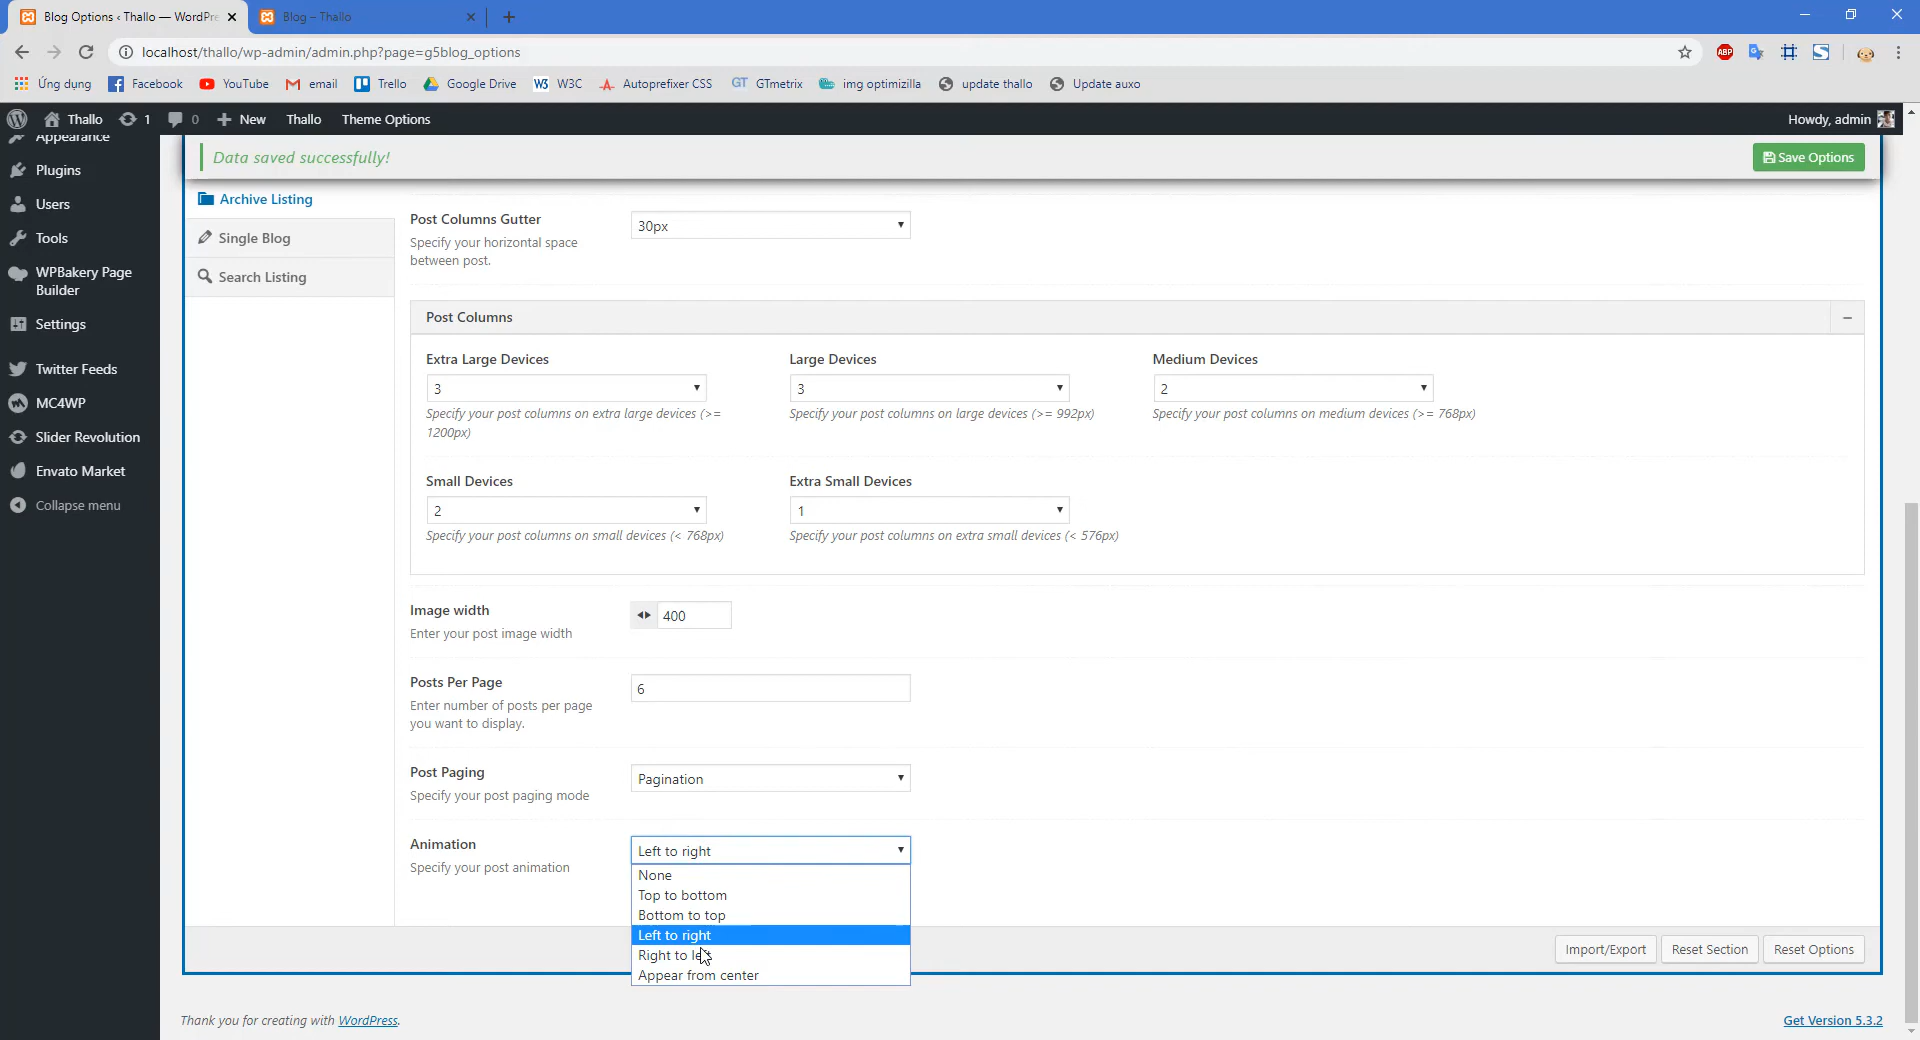 Blog Options ‹ Thallo — WordPre
Blog – Thallo
localhost/thallo/wp-admin/admin.php?page=g5blog_options
Ứng dụng
Facebook
YouTube
email
Trello
Google Drive
W3C
Autoprefixer CSS
GT GTmetrix
img optimizilla
update thallo
Update auxo
Thallo
1
0
New
Thallo
Theme Options
Howdy, admin
Appearance
Data saved successfully!
Save Options
Plugins
Users
Tools
WPBakery Page
Builder
Settings
Twitter Feeds
MC4WP
Slider Revolution
Envato Market
Collapse menu
Archive Listing
Single Blog
Search Listing
Post Columns Gutter
30px
Specify your horizontal space
between post.
Post Columns
Extra Large Devices
Large Devices
Medium Devices
3
3
2
Specify your post columns on extra large devices (>=
1200px)
Specify your post columns on large devices (>= 992px)
Specify your post columns on medium devices (>= 768px)
Small Devices
Extra Small Devices
2
1
Specify your post columns on small devices (< 768px)
Specify your post columns on extra small devices (< 576px)
Image width
400
Enter your post image width
Posts Per Page
6
Enter number of posts per page
you want to display.
Post Paging
Pagination
Specify your post paging mode
Animation
Left to right
Specify your post animation
None
Top to bottom
Bottom to top
Left to right
Right to left
Appear from center
Import/Export
Reset Section
Reset Options
Thank you for creating with WordPress.
Get Version 5.3.2